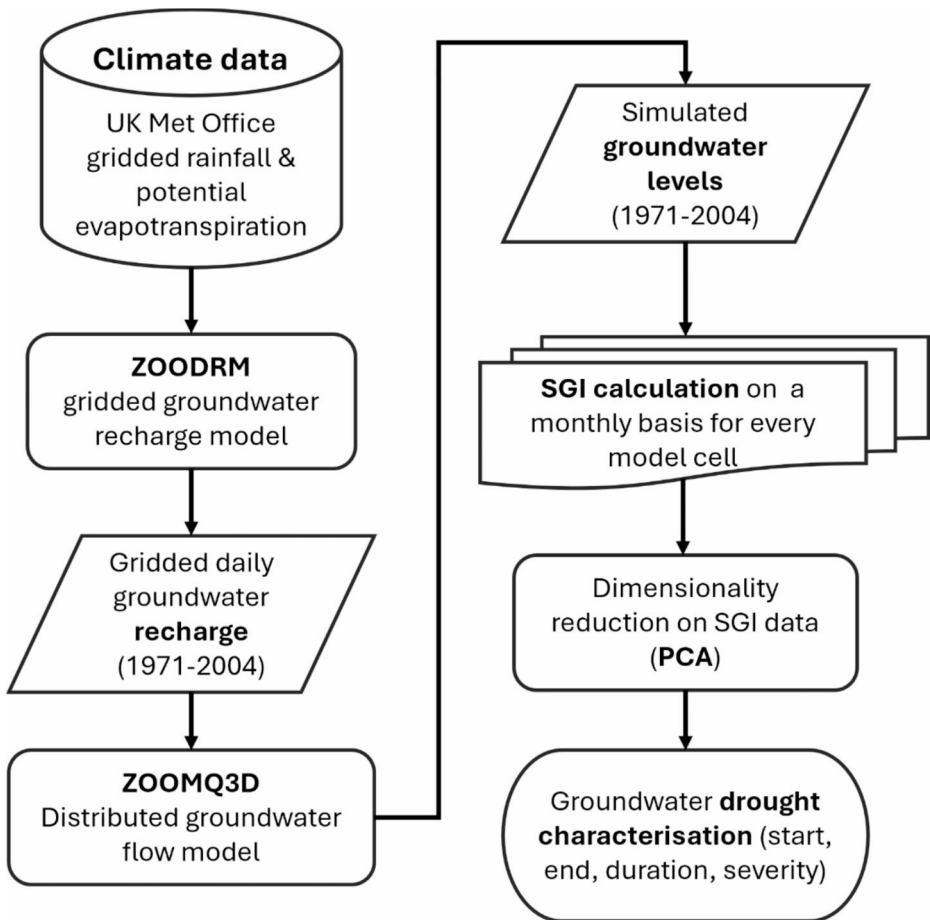 Climate data
UK Met Office
gridded rainfall &
potential
evapotranspiration
ZOODRM
gridded groundwater
recharge model
Gridded daily
groundwater
recharge
(1971-2004)
ZOOMQ3D
Distributed groundwater
flow model
Simulated
groundwater
levels
(1971-2004)
SGI calculation on a
monthly basis for every
model cell
Dimensionality
reduction on SGI data
(PCA)
Groundwater drought
characterisation (start,
end, duration, severity)